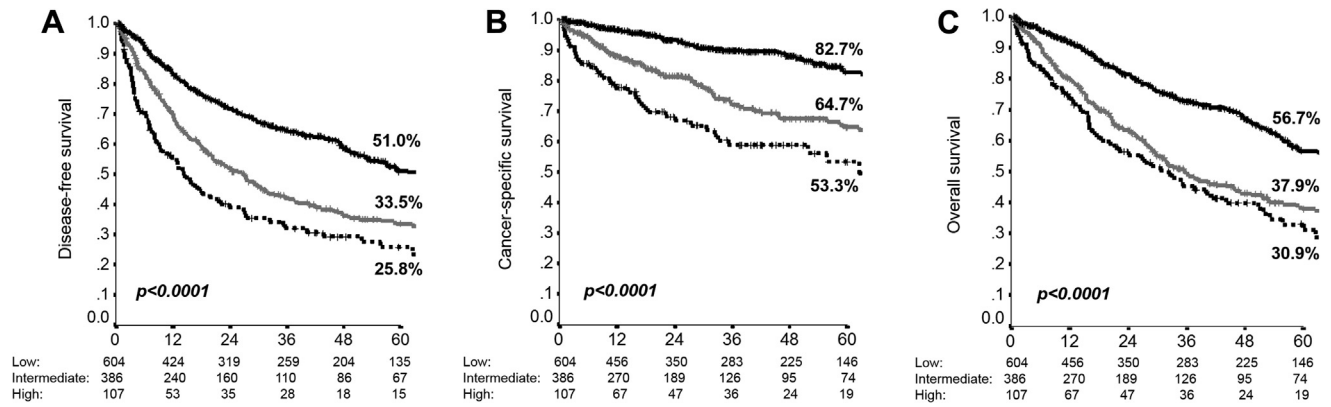 A
Disease-free survival
1.0
.9
.8
.7
.6
.5
.4
.3
.2
.1
0.0
51.0%
33.5%
25.8%
p<0.0001
0 12 24 36 48 60
Low: 604 424 319 259 204 135
Intermediate: 386 240 160 110 86 67
High: 107 53 35 28 18 15
B
Cancer-specific survival
1.0
.9
.8
.7
.6
.5
.4
.3
.2
.1
0.0
82.7%
64.7%
53.3%
p<0.0001
0 12 24 36 48 60
Low: 604 456 350 283 225 146
Intermediate: 386 270 189 126 95 74
High: 107 67 47 36 24 19
C
Overall survival
1.0
.9
.8
.7
.6
.5
.4
.3
.2
.1
0.0
56.7%
37.9%
30.9%
p<0.0001
0 12 24 36 48 60
Low: 604 456 350 283 225 146
Intermediate: 386 270 189 126 95 74
High: 107 67 47 36 24 19